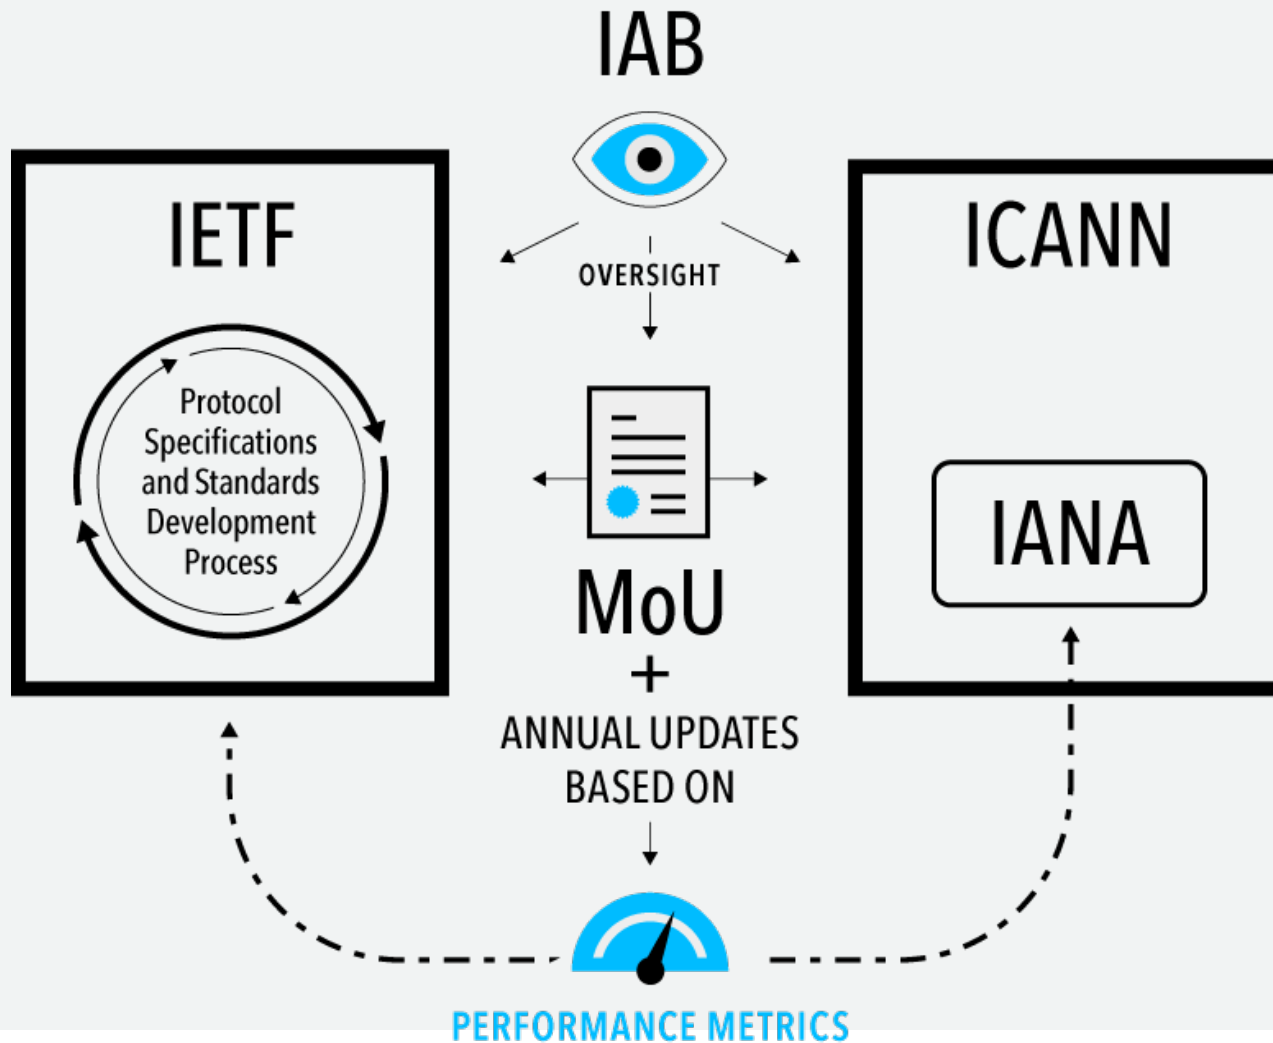 IAB
OVERSIGHT
IETF
Protocol
Specifications
and Standards
Development
Process
MoU
+
ANNUAL UPDATES
BASED ON
PERFORMANCE METRICS
ICANN
IANA